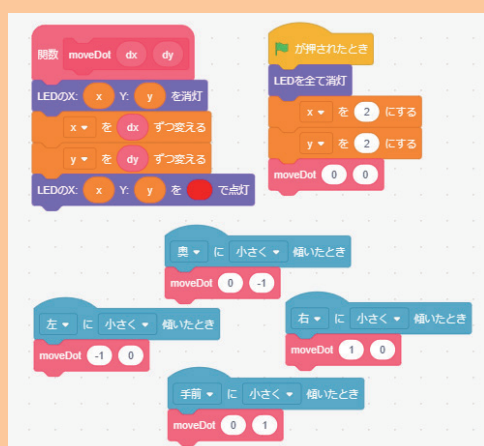 関数 moveDot dx dy
LEDのX: x Y: y を消灯
x を dx ずつ変える
y を dy ずつ変える
LEDのX: x Y: y を で点灯
が押されたとき
LEDを全て消灯
x を 2 にする
y を 2 にする
moveDot 0 0
奥 に 小さく 傾いたとき
moveDot 0 -1
左 に 小さく 傾いたとき
moveDot -1 0
右 に 小さく 傾いたとき
moveDot 1 0
手前 に 小さく 傾いたとき
moveDot 0 1